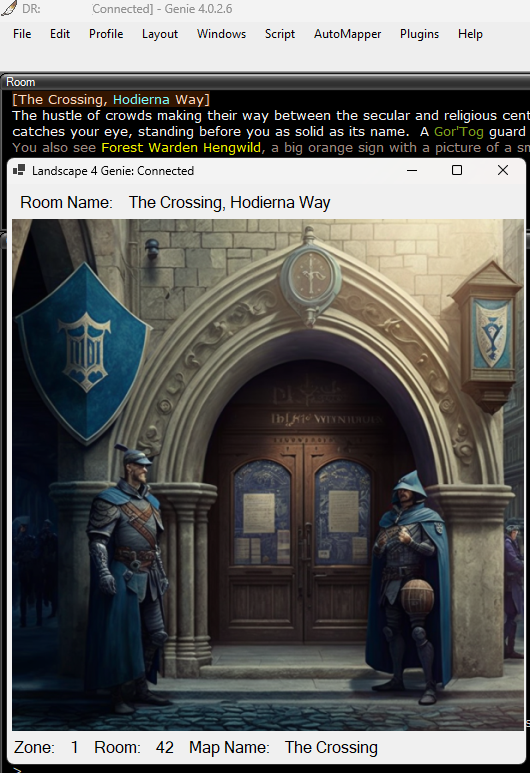 DR: Connected] - Genie 4.0.2.6
File Edit Profile Layout Windows Script AutoMapper Plugins Help
Room
[The Crossing, Hodierna Way]
The hustle of crowds making their way between the secular and religious cent
catches your eye, standing before you as solid as its name. A Gor'Tog guard
You also see Forest Warden Hengwild, a big orange sign with a picture of a sm
Landscape 4 Genie: Connected
Room Name: The Crossing, Hodierna Way
Zone: 1 Room: 42 Map Name: The Crossing
>